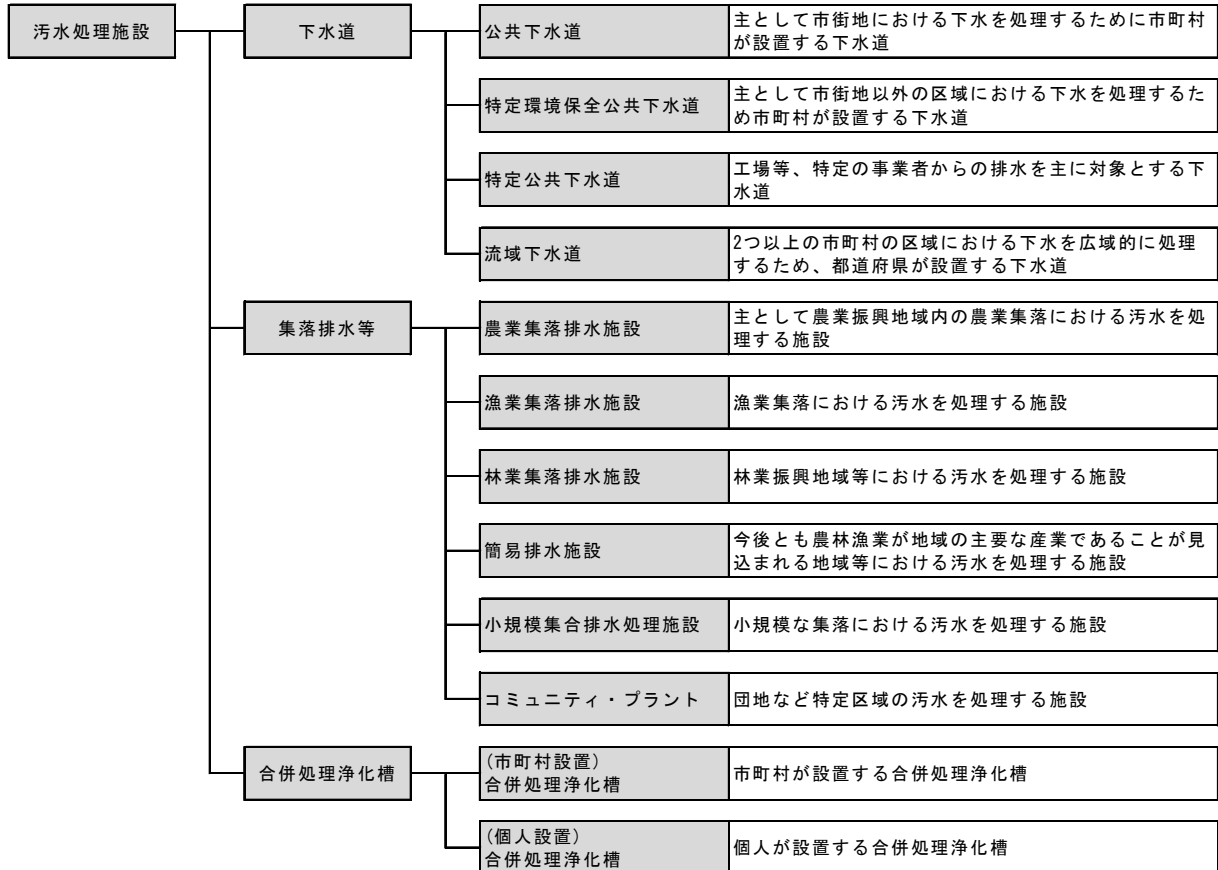 汚水処理施設
下水道
公共下水道
主として市街地における下水を処理するために市町村
が設置する下水道
特定環境保全公共下水道
主として市街地以外の区域における下水を処理するた
め市町村が設置する下水道
特定公共下水道
工場等、特定の事業者からの排水を主に対象とする下
水道
流域下水道
2つ以上の市町村の区域における下水を広域的に処理
するため、都道府県が設置する下水道
集落排水等
農業集落排水施設
主として農業振興地域内の農業集落における汚水を処
理する施設
漁業集落排水施設
漁業集落における汚水を処理する施設
林業集落排水施設
林業振興地域等における汚水を処理する施設
簡易排水施設
今後とも農林漁業が地域の主要な産業であることが見
込まれる地域等における汚水を処理する施設
小規模集合排水処理施設
小規模な集落における汚水を処理する施設
コミュニティ・プラント
団地など特定区域の汚水を処理する施設
合併処理浄化槽
(市町村設置)
合併処理浄化槽
市町村が設置する合併処理浄化槽
(個人設置)
合併処理浄化槽
個人が設置する合併処理浄化槽